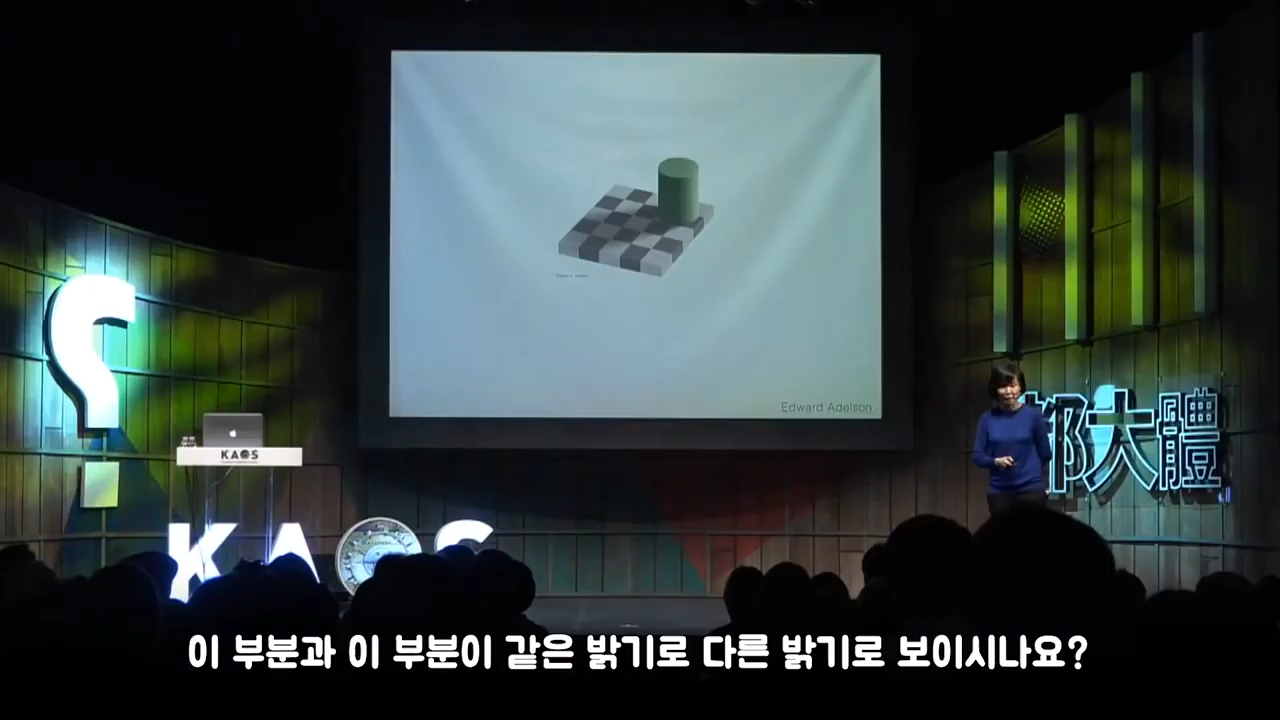 Edward Adelson
?
KAOS
都大體
KAOS
이 부분과 이 부분이 같은 밝기로 다른 밝기로 보이시나요?